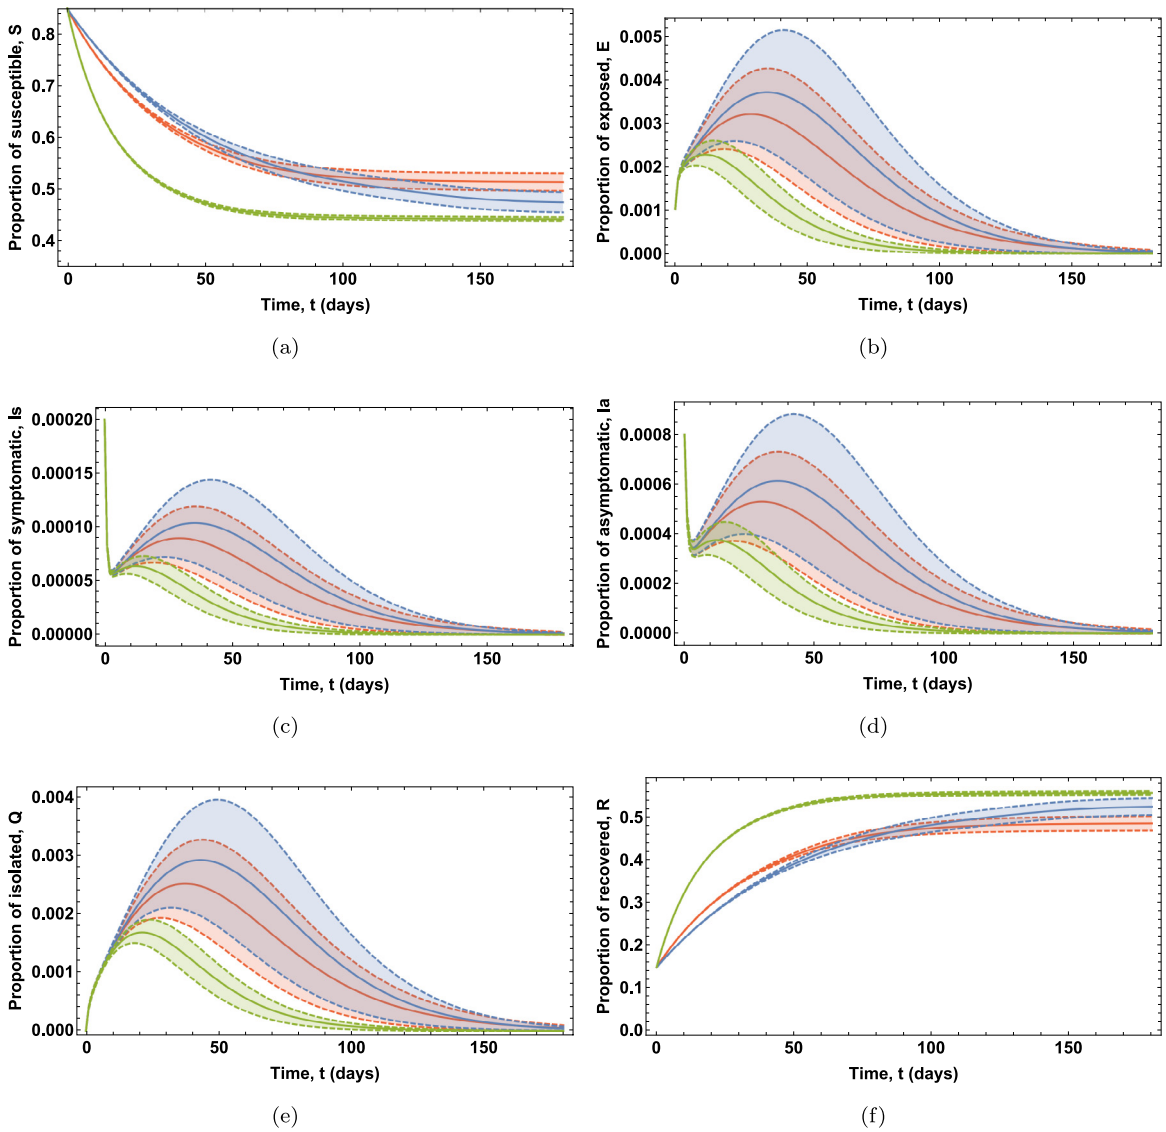 Proportion of susceptible, S
0.8
0.7
0.6
0.5
0.4
0 50 100 150
Time, t (days)
(a)
Proportion of exposed, E
0.005
0.004
0.003
0.002
0.001
0.000
0 50 100 150
Time, t (days)
(b)
Proportion of symptomatic, Is
0.00020
0.00015
0.00010
0.00005
0.00000
0 50 100 150
Time, t (days)
(c)
Proportion of asymptomatic, Ia
0.0008
0.0006
0.0004
0.0002
0.0000
0 50 100 150
Time, t (days)
(d)
Proportion of isolated, Q
0.004
0.003
0.002
0.001
0.000
0 50 100 150
Time, t (days)
(e)
Proportion of recovered, R
0.5
0.4
0.3
0.2
0.1
0.0
0 50 100 150
Time, t (days)
(f)